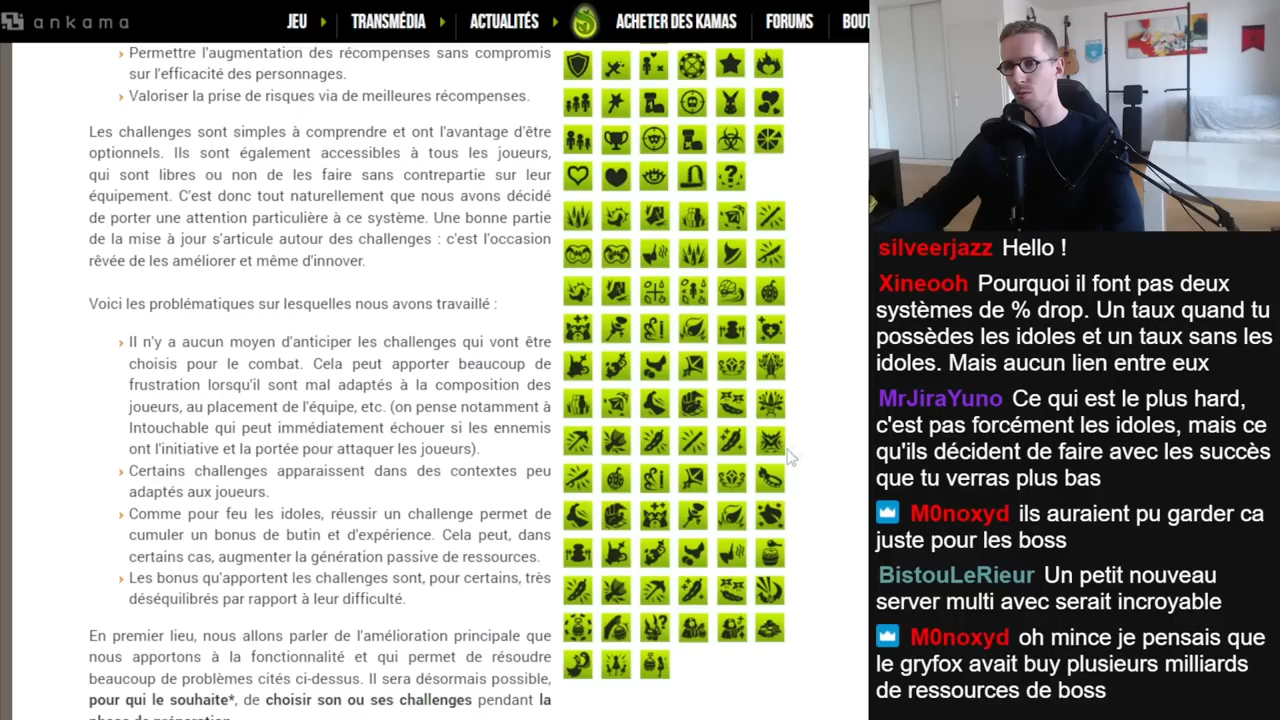 ankama
JEU
TRANSMÉDIA
ACTUALITÉS
ACHETER DES KAMAS
FORUMS
BOUT
Permettre l'augmentation des récompenses sans compromis
sur l'efficacité des personnages.
Valoriser la prise de risques via de meilleures récompenses.
Les challenges sont simples à comprendre et ont l'avantage d'être
optionnels. Ils sont également accessibles à tous les joueurs,
qui sont libres ou non de les faire sans contrepartie sur leur
équipement. C'est donc tout naturellement que nous avons décidé
de porter une attention particulière à ce système. Une bonne partie
de la mise à jour s'articule autour des challenges : c'est l'occasion
rêvée de les améliorer et même d'innover.
Voici les problématiques sur lesquelles nous avons travaillé :
Il n'y a aucun moyen d'anticiper les challenges qui vont être
choisis pour le combat. Cela peut apporter beaucoup de
frustration lorsqu'il sont mal adaptés à la composition des
joueurs, au placement de l'équipe, etc. (on pense notamment à
Intouchable qui peut immédiatement échouer si les ennemis
ont l'initiative et la portée pour attaquer les joueurs).
Certains challenges apparaissent dans des contextes peu
adaptés aux joueurs.
Comme pour feu les idoles, réussir un challenge permet de
cumuler un bonus de butin et d'expérience. Cela peut, dans
certains cas, augmenter la génération passive de ressources.
Les bonus qu'apportent les challenges sont, pour certains, très
déséquilibrés par rapport à leur difficulté.
En premier lieu, nous allons parler de l'amélioration principale que
nous apportons à la fonctionnalité et qui permet de résoudre
beaucoup de problèmes cités ci-dessus. Il sera désormais possible,
pour qui le souhaite*, de choisir son ou ses challenges pendant la
phase de préparation
silveerjazz Hello !
Xineooh Pourquoi il font pas deux
systèmes de % drop. Un taux quand tu
possèdes les idoles et un taux sans les
idoles. Mais aucun lien entre eux
MrJiraYuno Ce qui est le plus hard,
c'est pas forcément les idoles, mais ce
qu'ils décident de faire avec les succès
que tu verras plus bas
M0noxyd ils auraient pu garder ca
juste pour les boss
BistouLeRieur Un petit nouveau
server multi avec serait incroyable
M0noxyd oh mince je pensais que
le gryfox avait buy plusieurs milliards
de ressources de boss